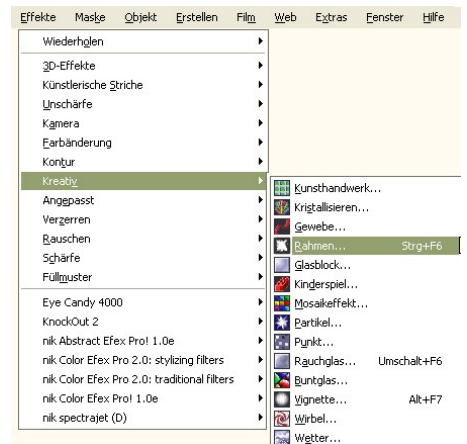 Effekte Maske Objekt Erstellen Film Web Extras Fenster Hilfe
Wiederholen
3D-Effekte
Künstlerische Striche
Unschärfe
Kamera
Farbänderung
Kontur
Kreativ
Angepasst
Verzerren
Rauschen
Schärfe
Füllmuster
Eye Candy 4000
KnockOut 2
nik Abstract Efex Pro! 1.0e
nik Color Efex Pro 2.0: stylizing filters
nik Color Efex Pro 2.0: traditional filters
nik Color Efex Pro! 1.0e
nik spectrajet (D)
Kunsthandwerk...
Kristallisieren...
Gewebe...
Rahmen... Strg+F6
Glasblock...
Kinderspiel...
Mosaikeffekt...
Partikel...
Punkt...
Rauchglas... Umschalt+F6
Buntglas...
Vignette... Alt+F7
Wirbel...
Wetter...